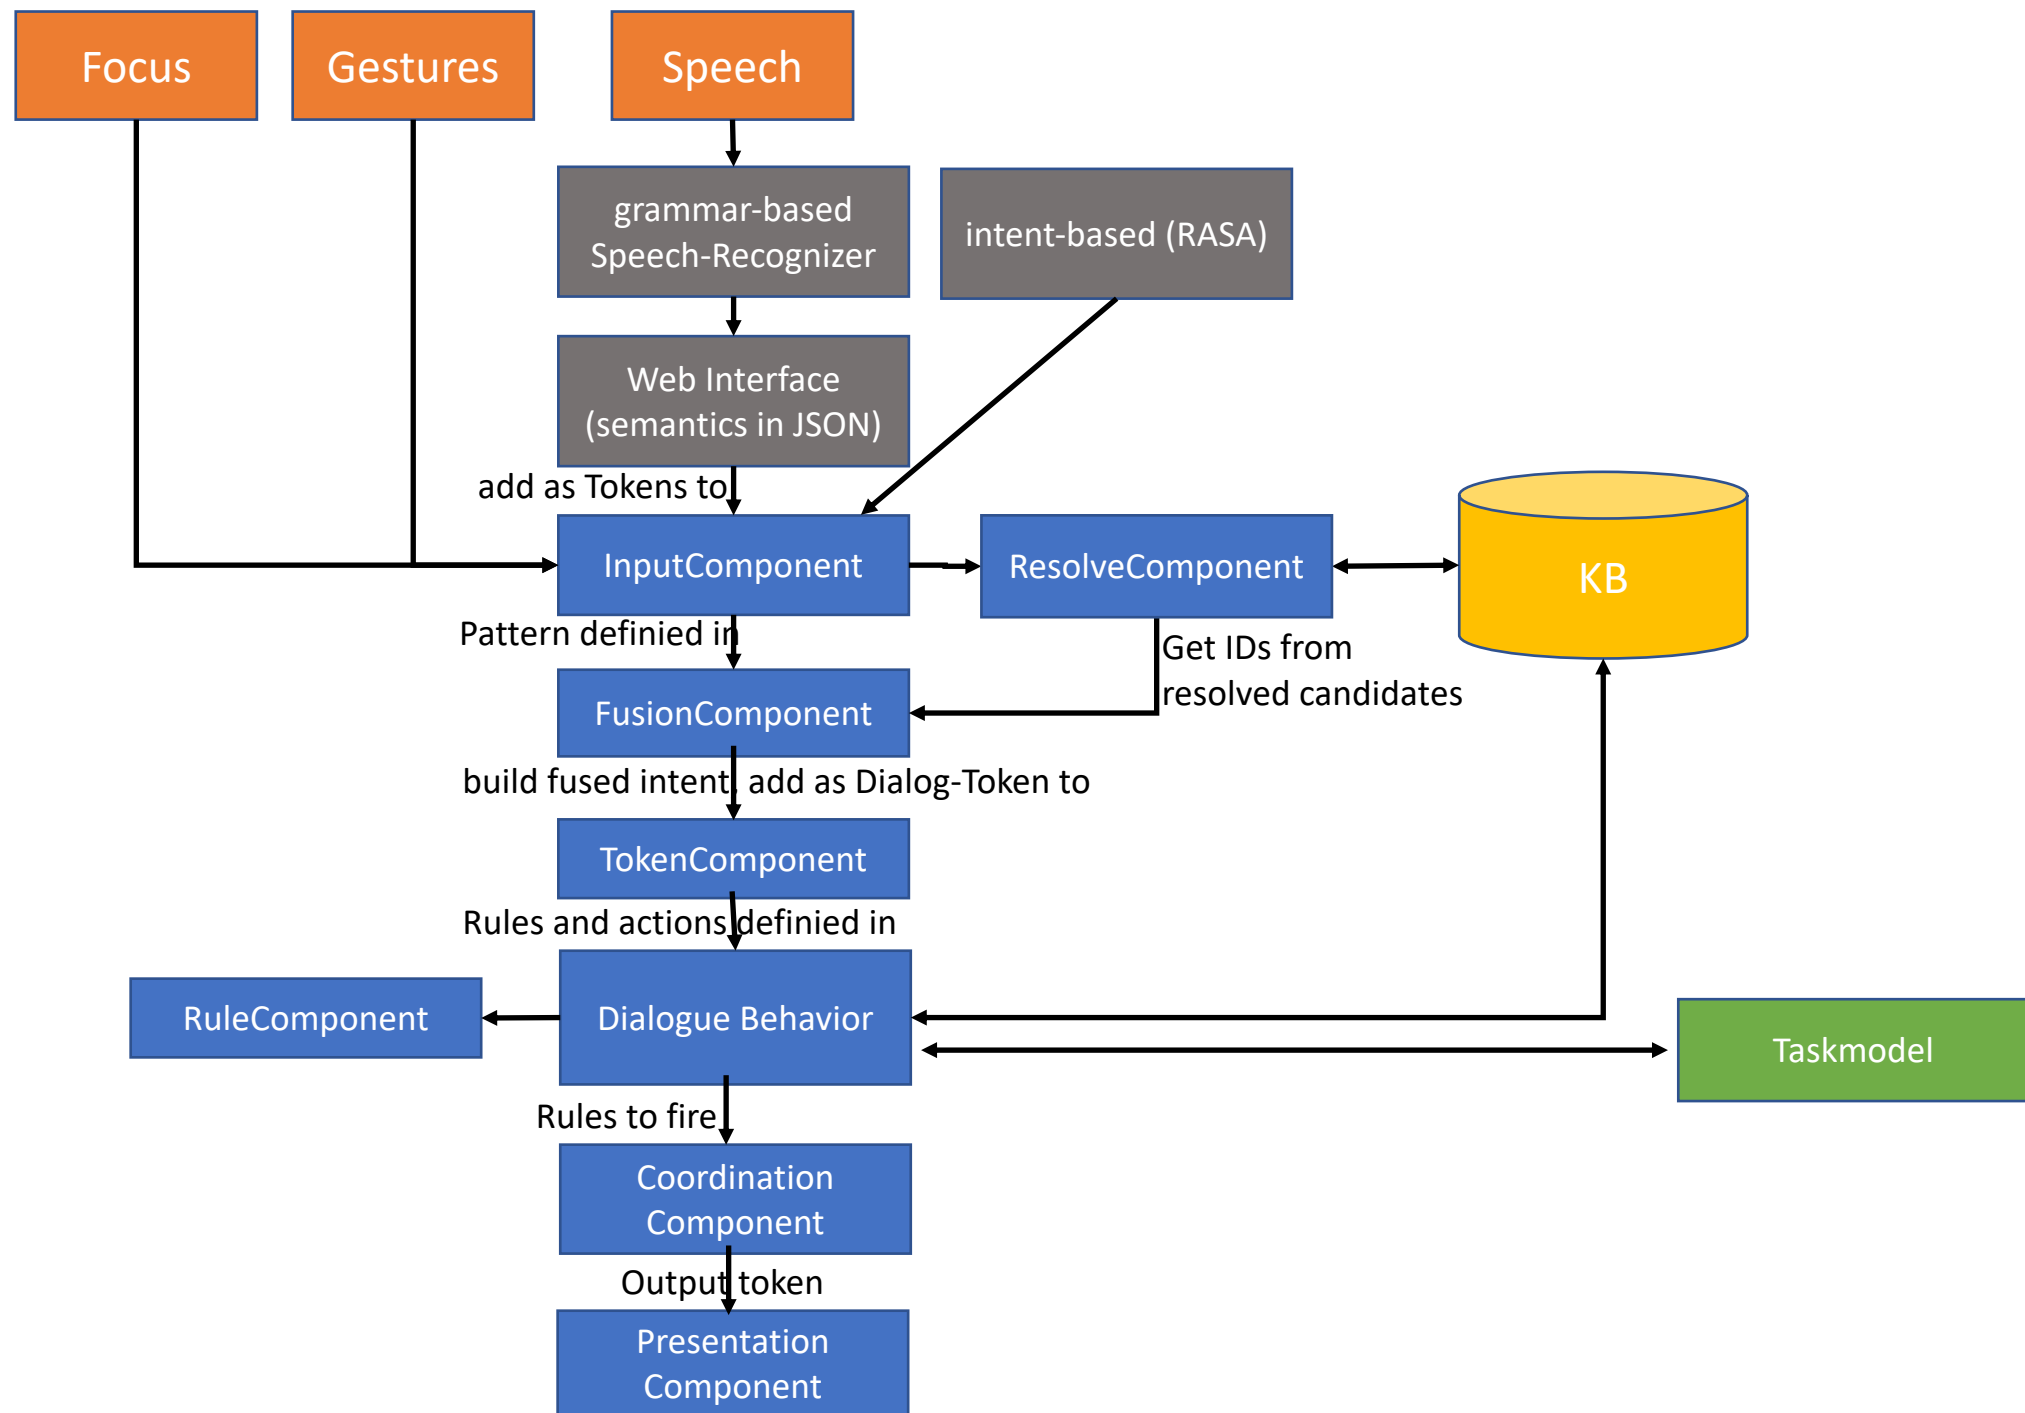 Focus
Gestures
Speech
grammar-based
Speech-Recognizer
intent-based (RASA)
Web Interface
(semantics in JSON)
add as Tokens to
InputComponent
ResolveComponent
KB
Pattern definied in
Get IDs from
resolved candidates
FusionComponent
build fused intent, add as Dialog-Token to
TokenComponent
Rules and actions definied in
RuleComponent
Dialogue Behavior
Taskmodel
Rules to fire
Coordination
Component
Output token
Presentation
Component